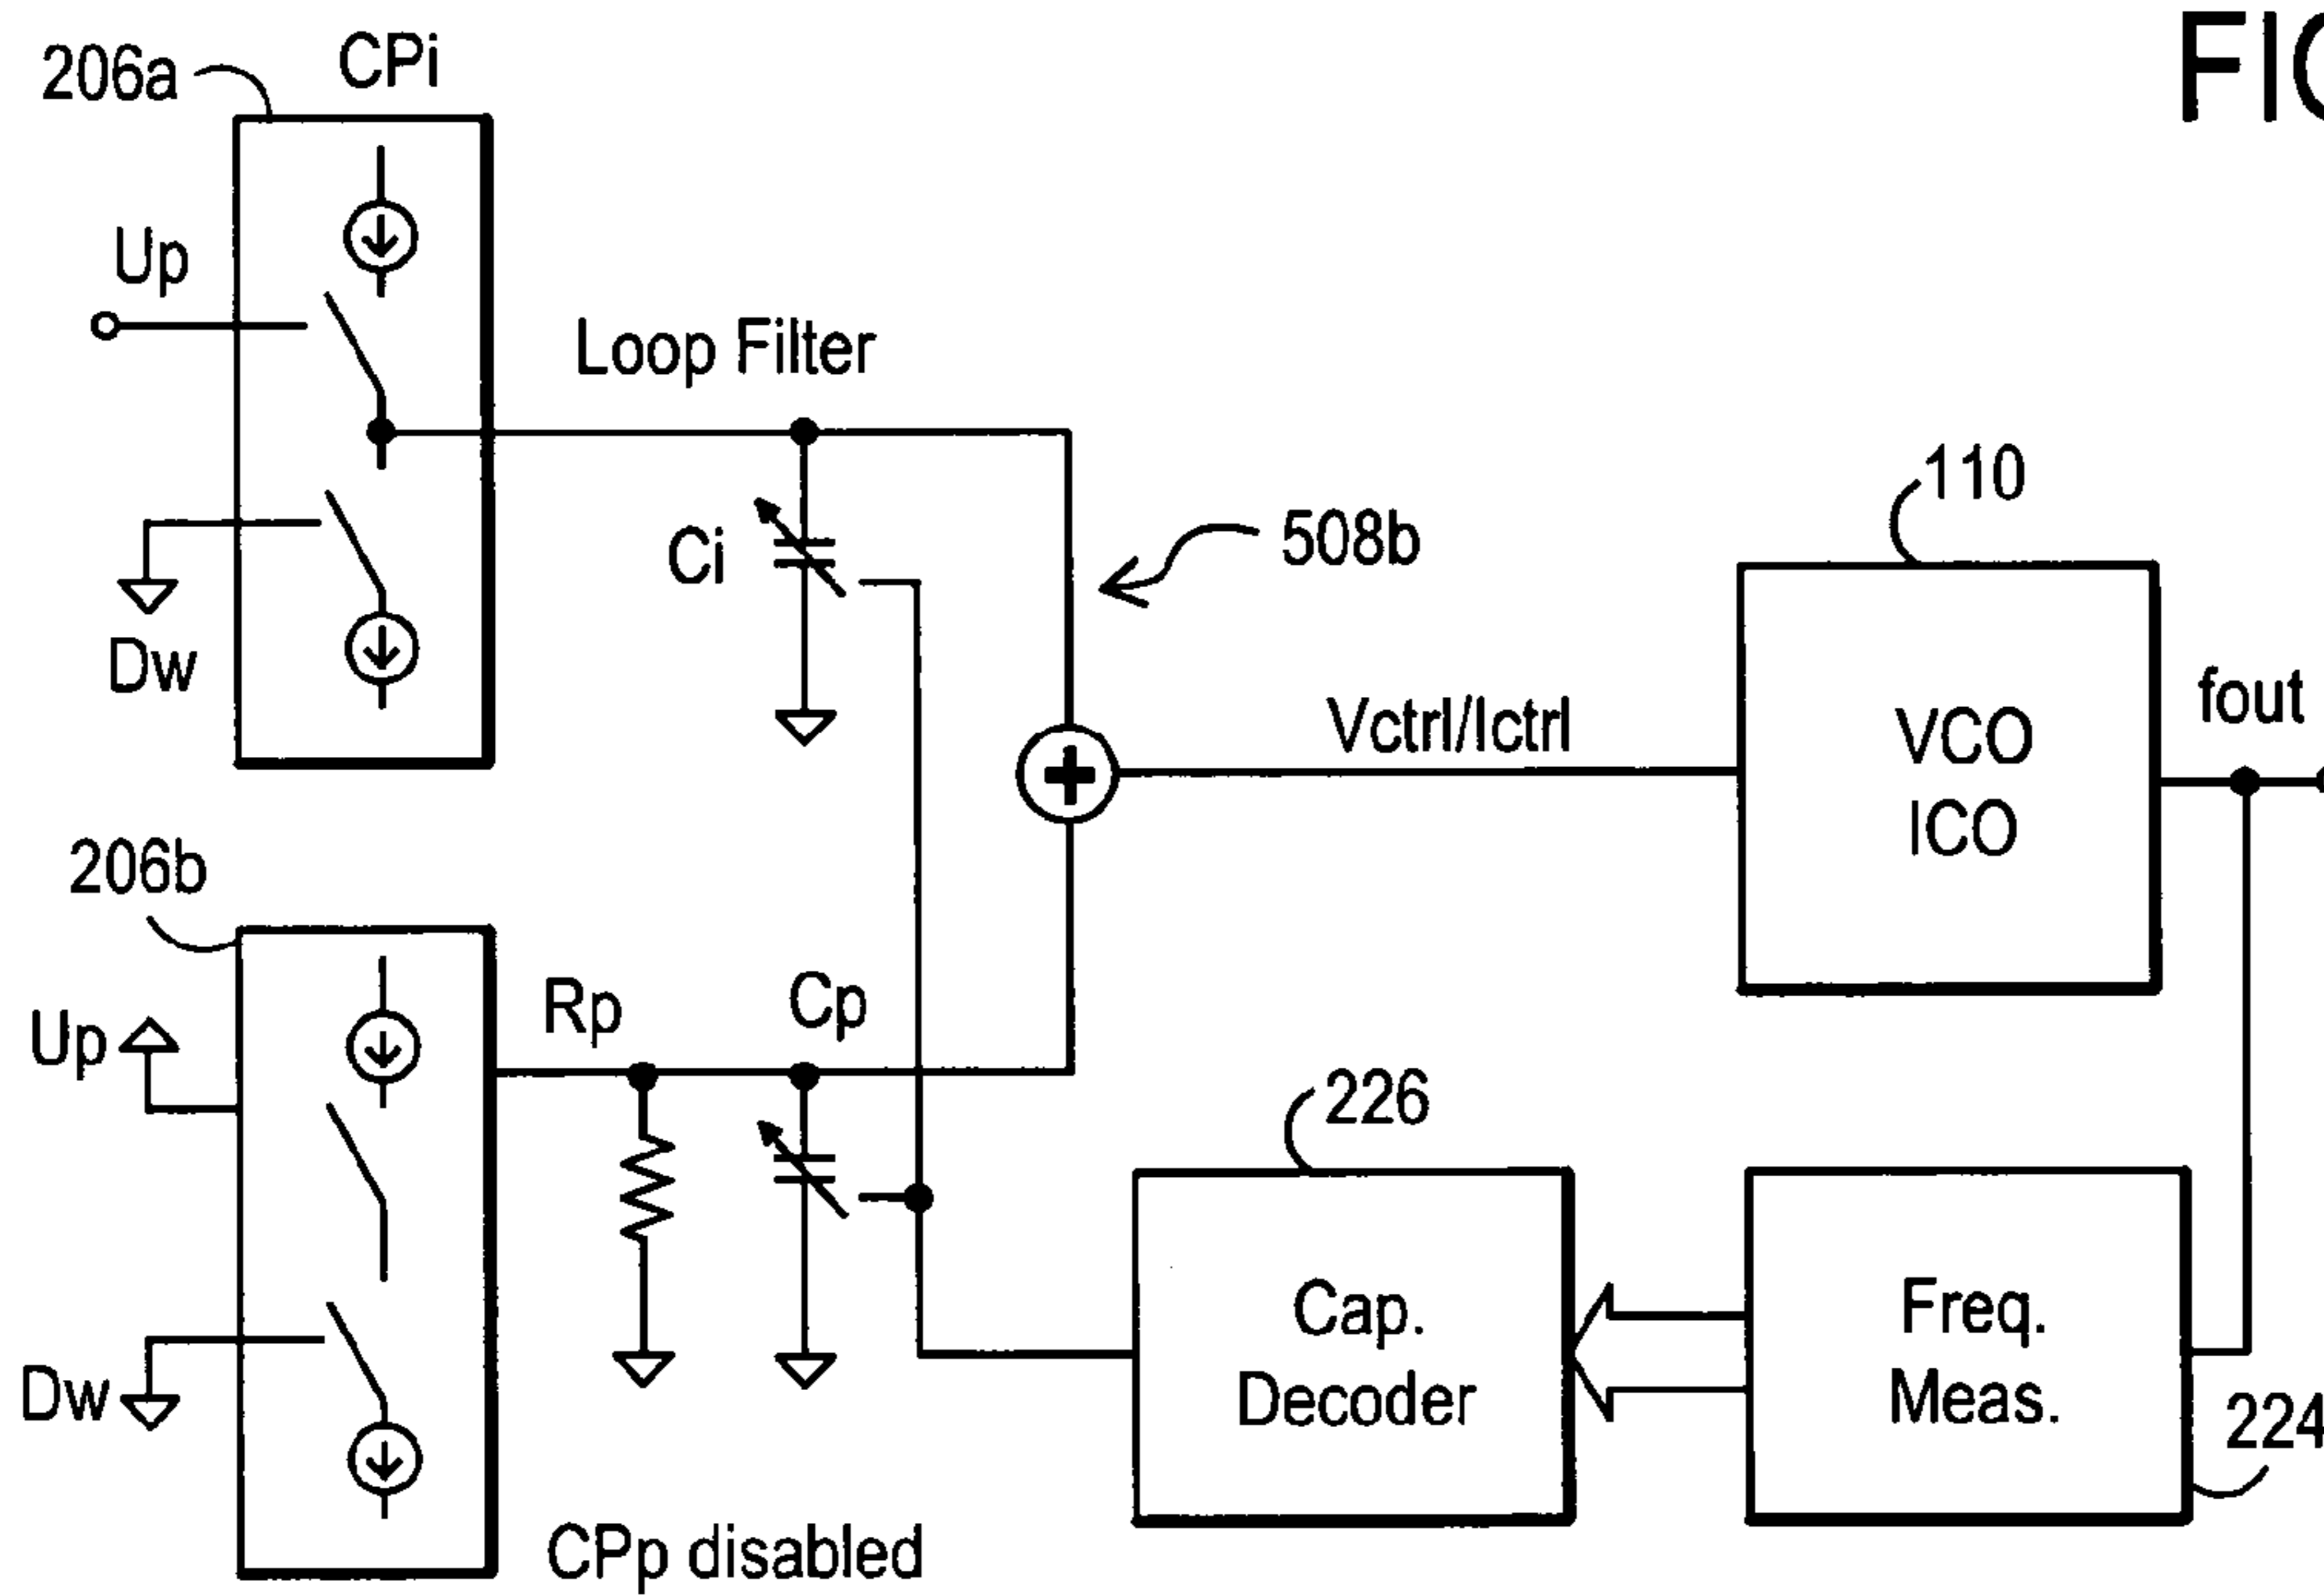 FIG
206a
CPi
Up
Loop Filter
Ci
Dw
508b
110
Vctrl/Ictrl
VCO
ICO
fout
206b
Up
Rp
Cp
226
Cap.
Decoder
Freq.
Meas.
Dw
224
CPp disabled